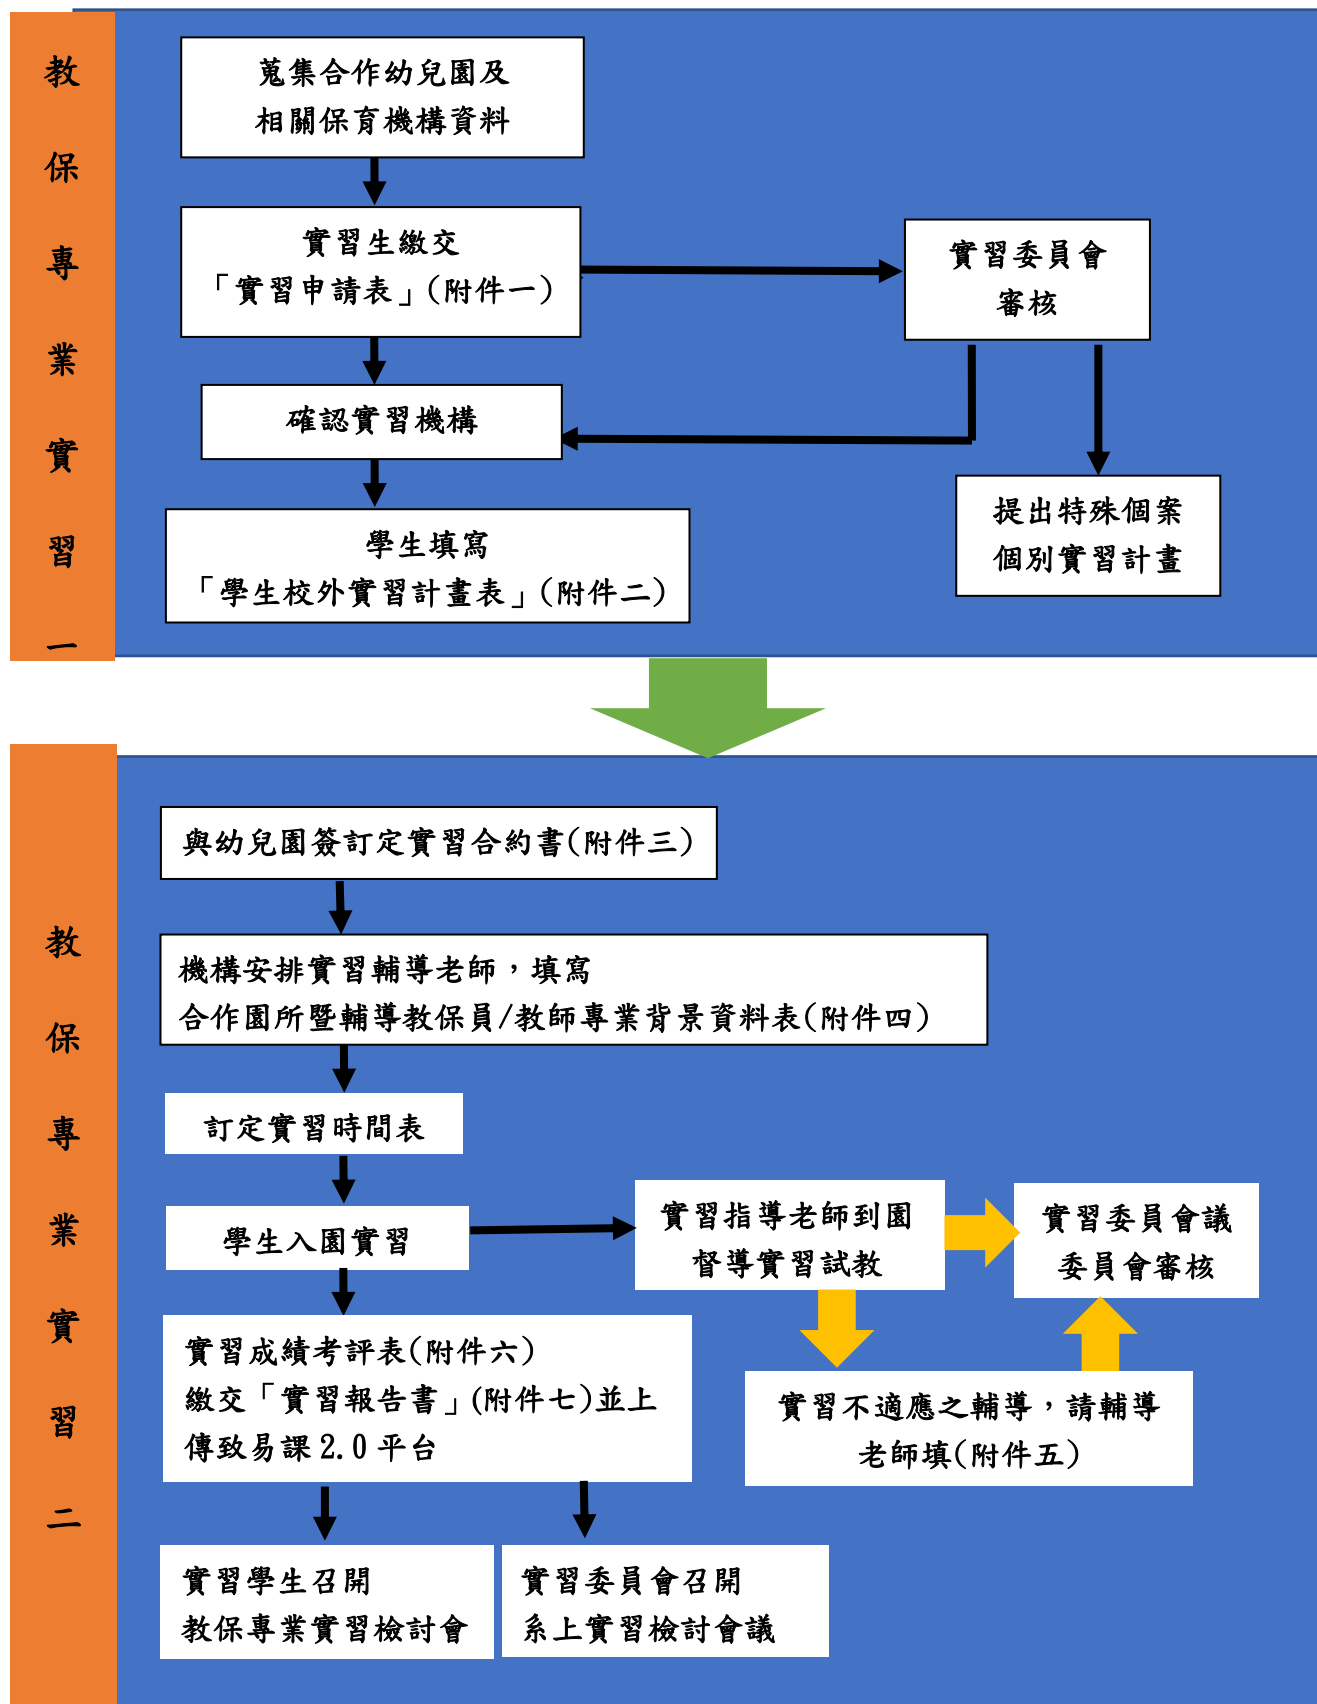 教保專業實習一
蒐集合作幼兒園及
相關保育機構資料
實習生繳交
「實習申請表」(附件一)
實習委員會
審核
確認實習機構
提出特殊個案
個別實習計畫
學生填寫
「學生校外實習計畫表」(附件二)
教保專業實習二
與幼兒園簽訂定實習合約書(附件三)
機構安排實習輔導老師，填寫
合作園所暨輔導教保員/教師專業背景資料表(附件四)
訂定實習時間表
學生入園實習
實習指導老師到園
督導實習試教
實習委員會議
委員會審核
實習不適應之輔導，請輔導
老師填(附件五)
實習成績考評表(附件六)
繳交「實習報告書」(附件七)並上
傳致易課 2.0 平台
實習學生召開
教保專業實習檢討會
實習委員會召開
系上實習檢討會議